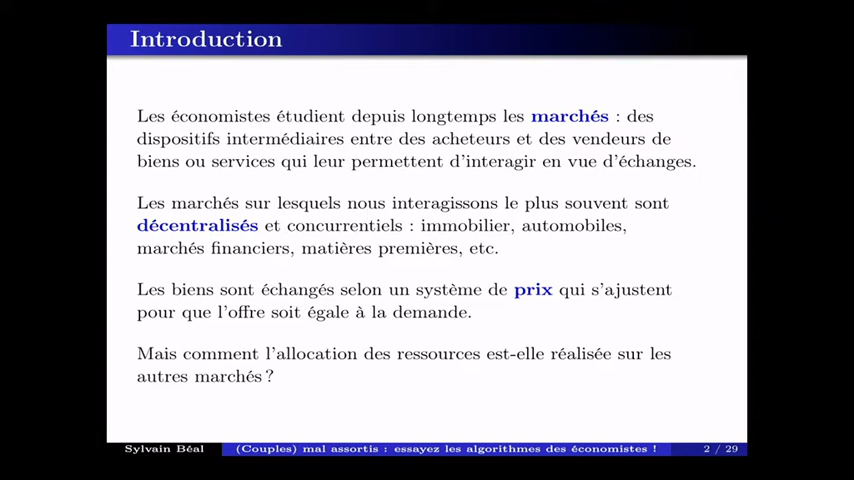 Introduction
Les économistes étudient depuis longtemps les marchés : des
dispositifs intermédiaires entre des acheteurs et des vendeurs de
biens ou services qui leur permettent d'interagir en vue d'échanges.
Les marchés sur lesquels nous interagissons le plus souvent sont
décentralisés et concurrentiels : immobilier, automobiles,
marchés financiers, matières premières, etc.
Les biens sont échangés selon un système de prix qui s'ajustent
pour que l'offre soit égale à la demande.
Mais comment l'allocation des ressources est-elle réalisée sur les
autres marchés ?
Sylvain Béal (Couples) mal assortis : essayez les algorithmes des économistes ! 2 / 29